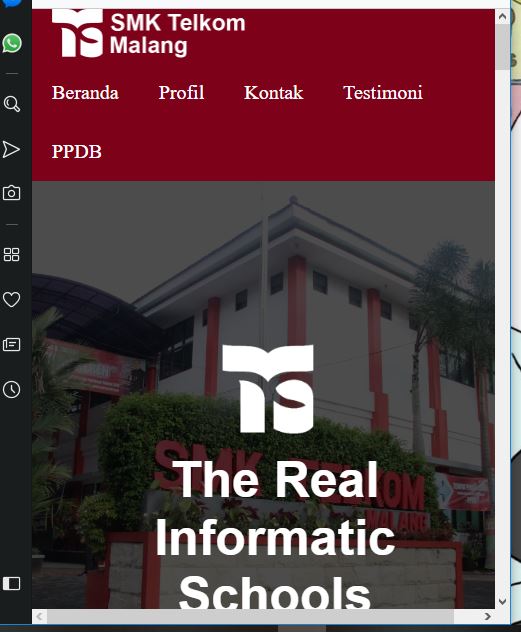 SMK Telkom
Malang
Beranda Profil Kontak Testimoni
PPDB
SMK TELKOM
MALANG
The Real
Informatic
Schools